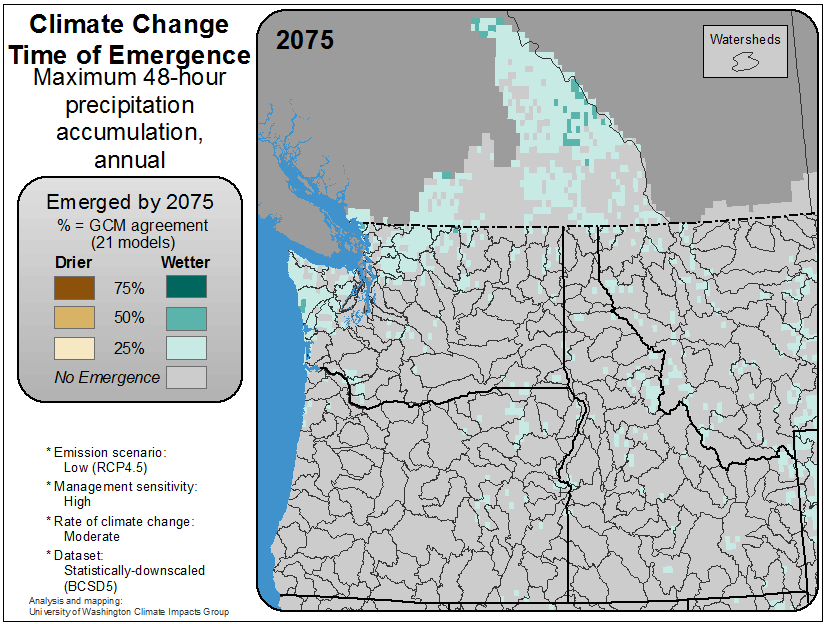 Climate Change
Time of Emergence
Maximum 48-hour
precipitation
accumulation,
annual
Emerged by 2075
% = GCM agreement
(21 models)
Drier Wetter
75%
50%
25%
No Emergence
* Emission scenario:
Low (RCP4.5)
* Management sensitivity:
High
* Rate of climate change:
Moderate
* Dataset:
Statistically-downscaled
(BCSD5)
Analysis and mapping:
University of Washington Climate Impacts Group
2075
Watersheds